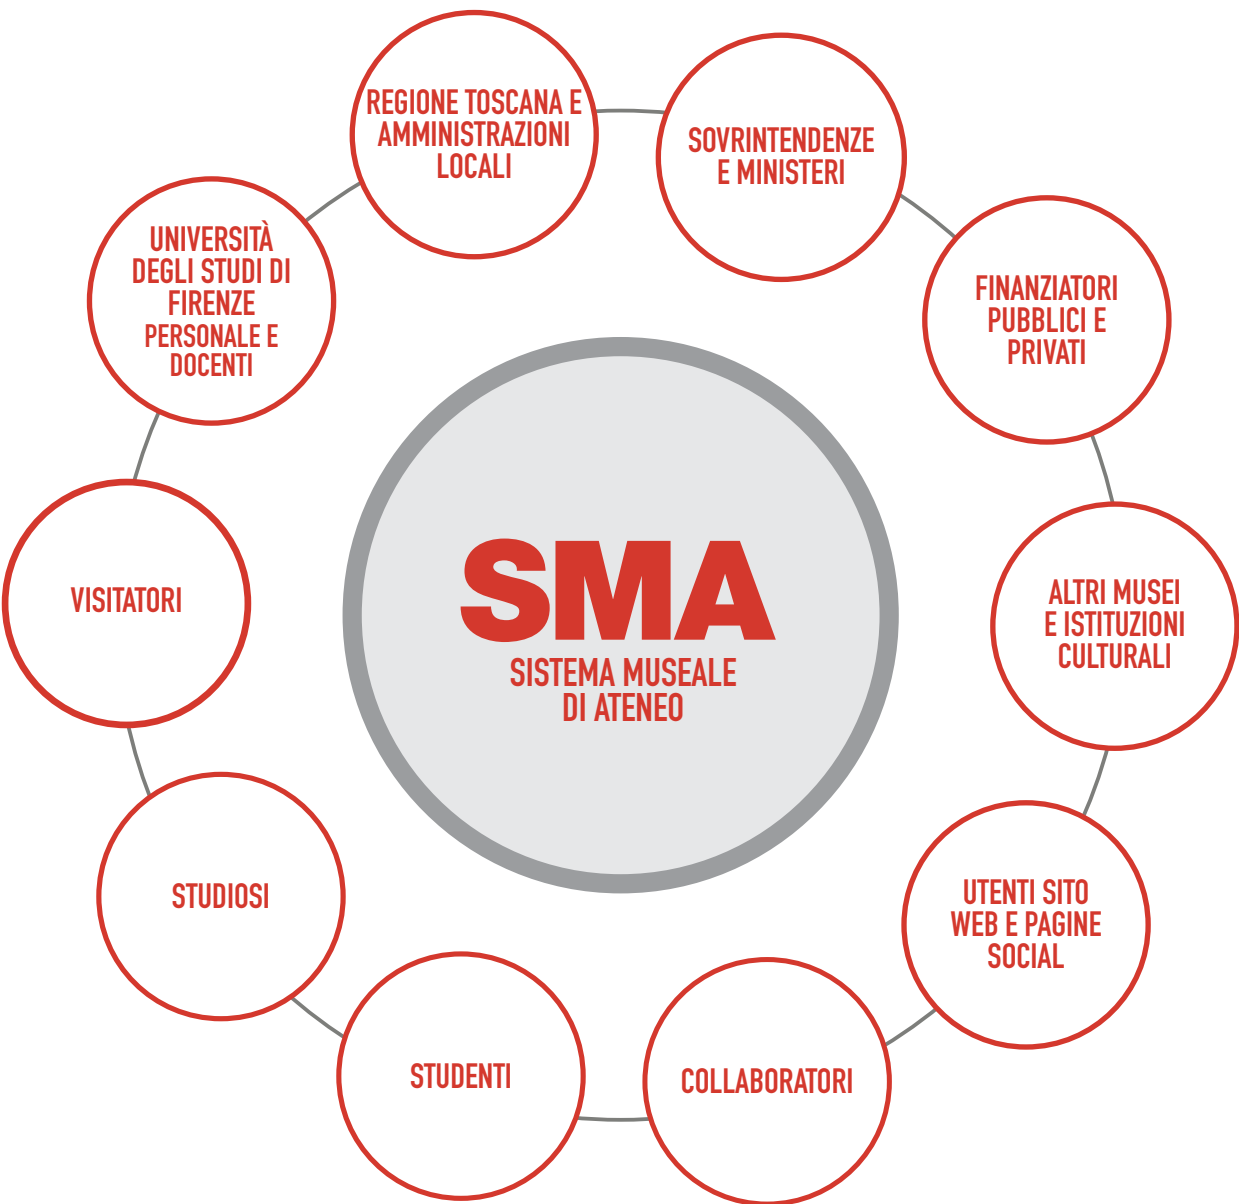 REGIONE TOSCANA E
AMMINISTRAZIONI
LOCALI
SOVRINTENDENZE
E MINISTERI
FINANZIATORI
PUBBLICI E
PRIVATI
ALTRI MUSEI
E ISTITUZIONI
CULTURALI
UTENTI SITO
WEB E PAGINE
SOCIAL
COLLABORATORI
STUDENTI
STUDIOSI
VISITATORI
UNIVERSITÀ
DEGLI STUDI DI
FIRENZE
PERSONALE E
DOCENTI
SMA
SISTEMA MUSEALE
DI ATENEO